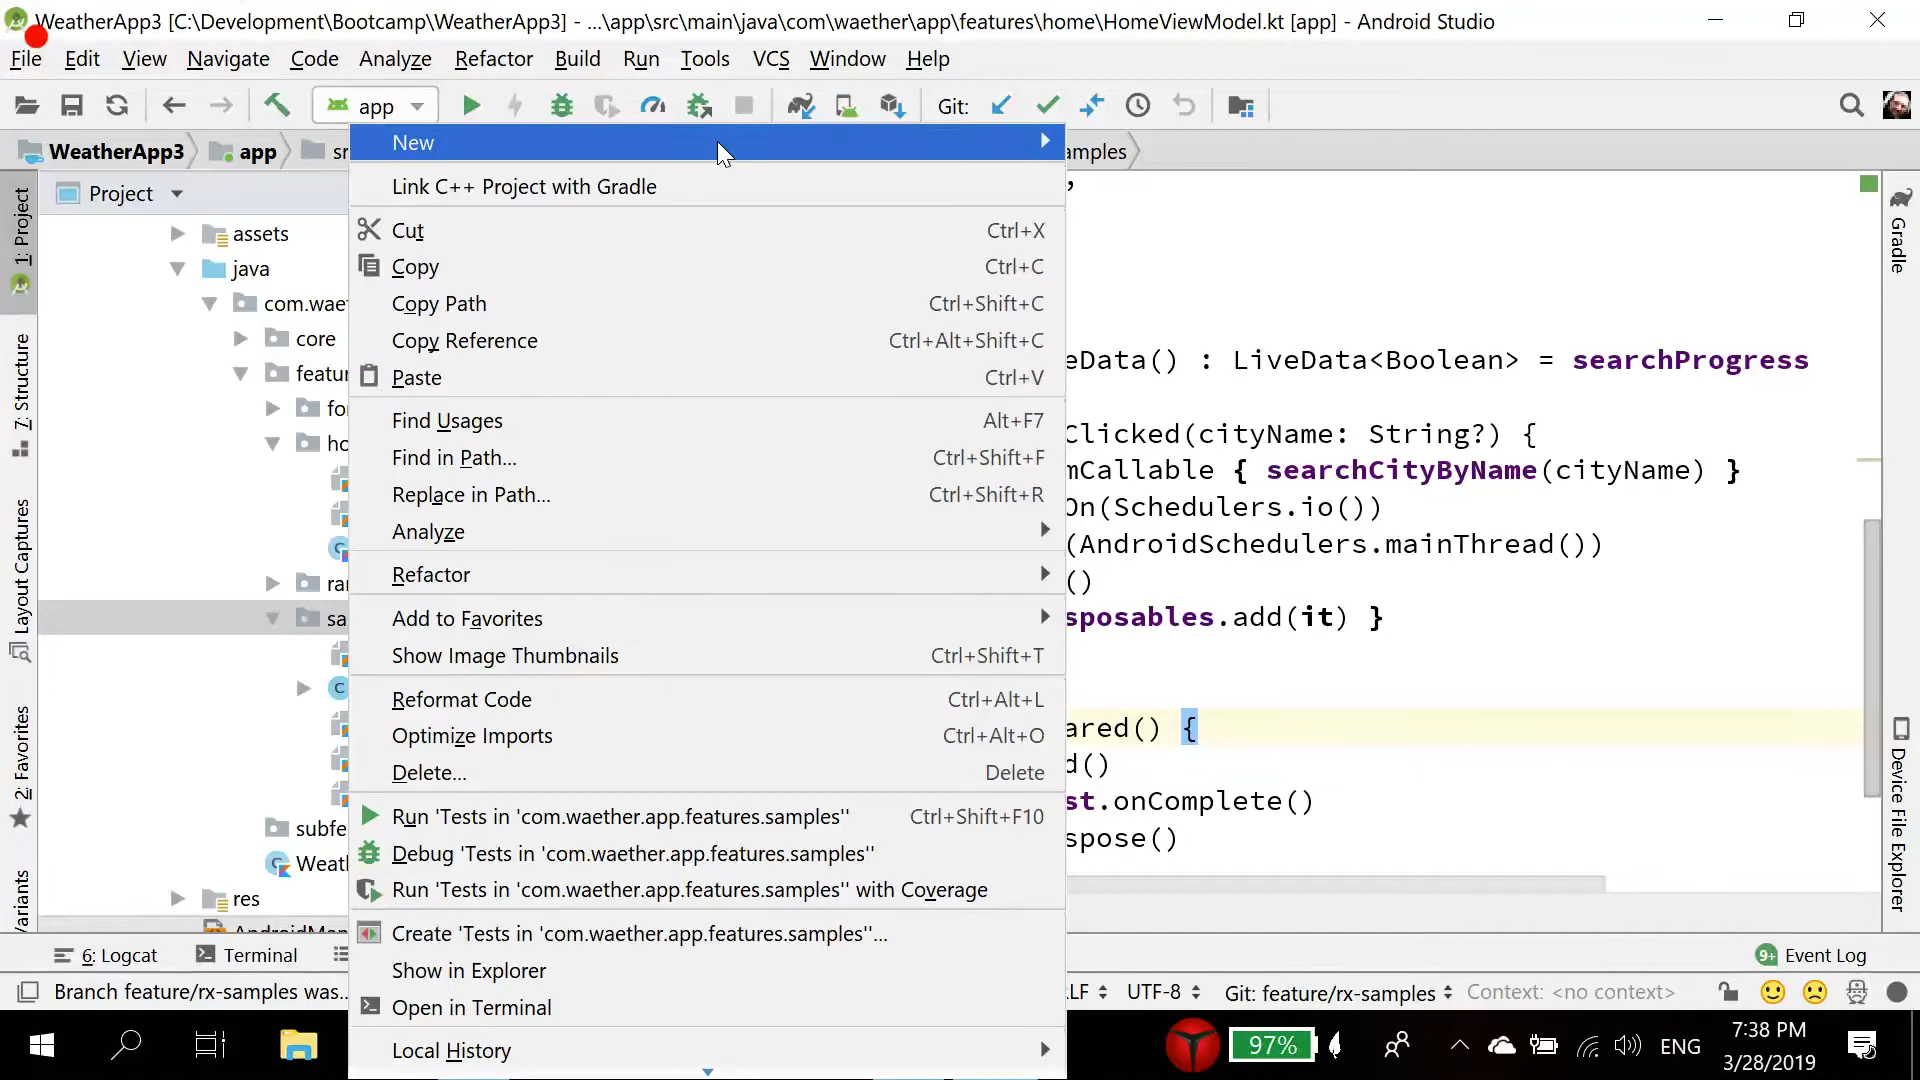 WeatherApp3 [C:\Development\Bootcamp\WeatherApp3] - ...\app\src\main\java\com\waether\app\features\home\HomeViewModel.kt [app] - Android Studio
File Edit View Navigate Code Analyze Refactor Build Run Tools VCS Window Help
app Git:
WeatherApp3 app sr amples
1: Project
7: Structure
Layout Captures
2: Favorites
ariants
Project
assets
java
com.wae
core
featur
fo
ho
ra
sa
subfe
Weat
res
AndroidMan
New
Link C++ Project with Gradle
Cut Ctrl+X
Copy Ctrl+C
Copy Path Ctrl+Shift+C
Copy Reference Ctrl+Alt+Shift+C
Paste Ctrl+V
Find Usages Alt+F7
Find in Path... Ctrl+Shift+F
Replace in Path... Ctrl+Shift+R
Analyze
Refactor
Add to Favorites
Show Image Thumbnails Ctrl+Shift+T
Reformat Code Ctrl+Alt+L
Optimize Imports Ctrl+Alt+O
Delete... Delete
Run 'Tests in 'com.waether.app.features.samples'' Ctrl+Shift+F10
Debug 'Tests in 'com.waether.app.features.samples''
Run 'Tests in 'com.waether.app.features.samples'' with Coverage
Create 'Tests in 'com.waether.app.features.samples''...
Show in Explorer
Open in Terminal
Local History
,
eData() : LiveData<Boolean> = searchProgress
Clicked(cityName: String?) {
mCallable { searchCityByName(cityName) }
On(Schedulers.io())
(AndroidSchedulers.mainThread())
()
sposables.add(it) }
ared() {
d()
st.onComplete()
spose()
Gradle
Device File Explorer
6: Logcat Terminal 9+ Event Log
Branch feature/rx-samples was... LF UTF-8 Git: feature/rx-samples Context: <no context>
97% ENG 7:38 PM
3/28/2019